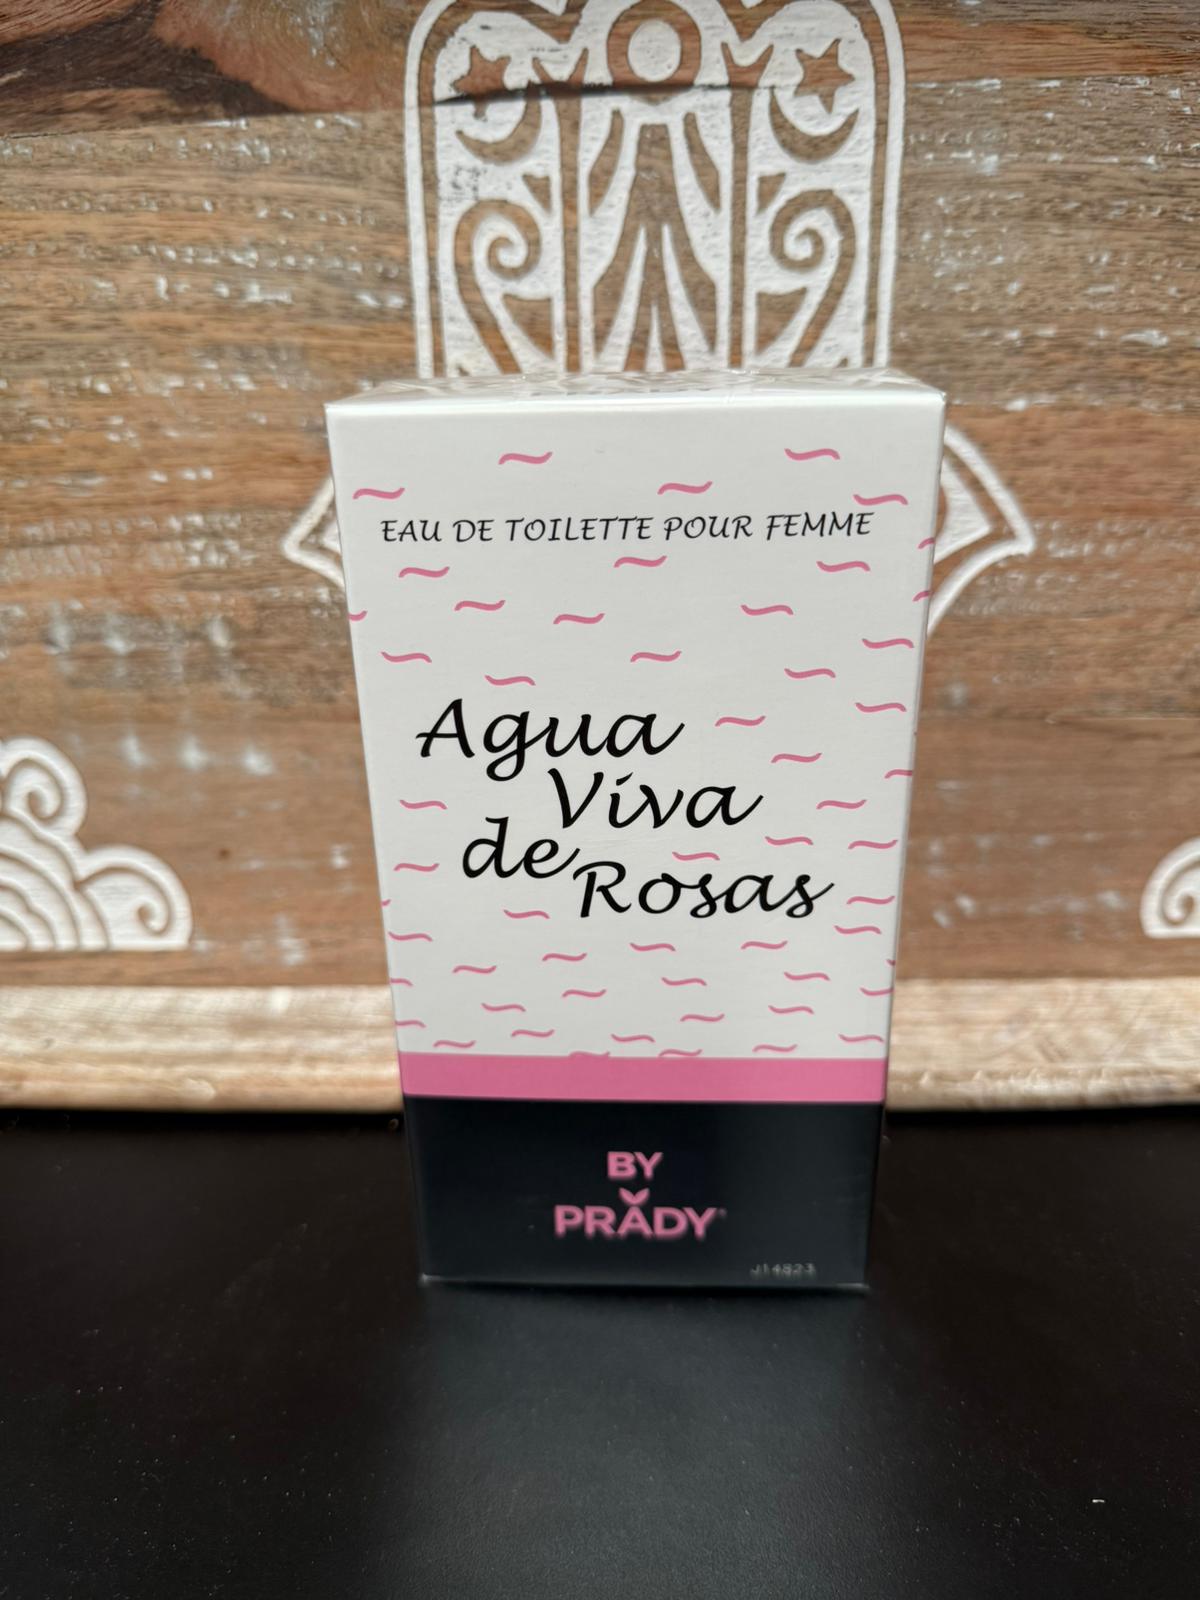 EAU DE TOILETTE POUR FEMME
Agua
Viva
de
Rosas
BY
PRADY
J14823